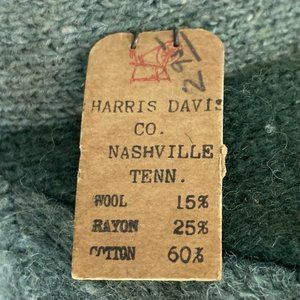 HARRIS DAVIS
CO.
NASHVILLE
TENN.
WOOL 15%
RAYON 25%
COTTON 60%